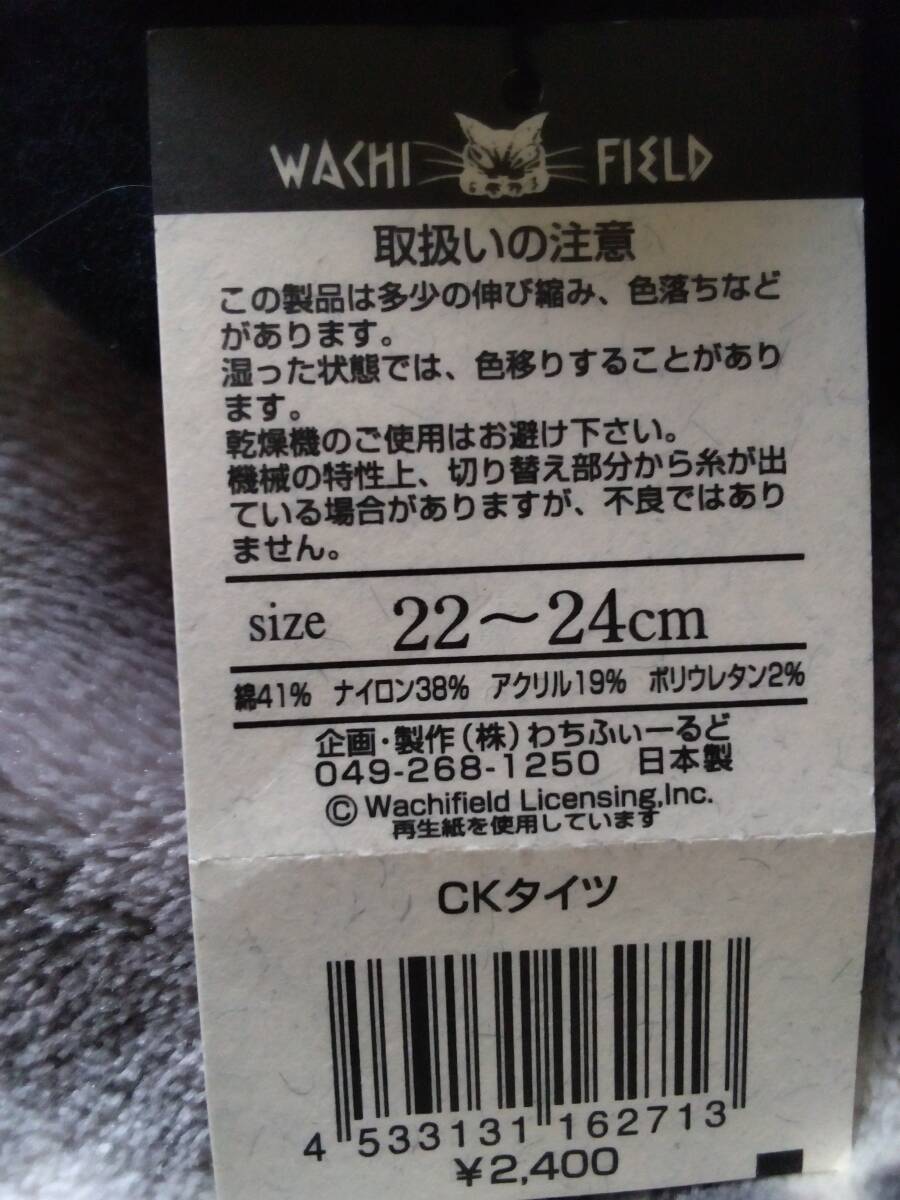 WACHI FIELD
取扱いの注意
この製品は多少の伸び縮み、色落ちなど
があります。
湿った状態では、色移りすることがあり
ます。
乾燥機のご使用はお避け下さい。
機械の特性上、切り替え部分から糸が出
ている場合がありますが、不良ではあり
ません。
size 22～24cm
綿41% ナイロン38% アクリル19% ポリウレタン2%
企画・製作(株)わちふぃーるど
049-268-1250 日本製
© Wachifield Licensing,Inc.
再生紙を使用しています
CKタイツ
4 533131 162713
¥2,400